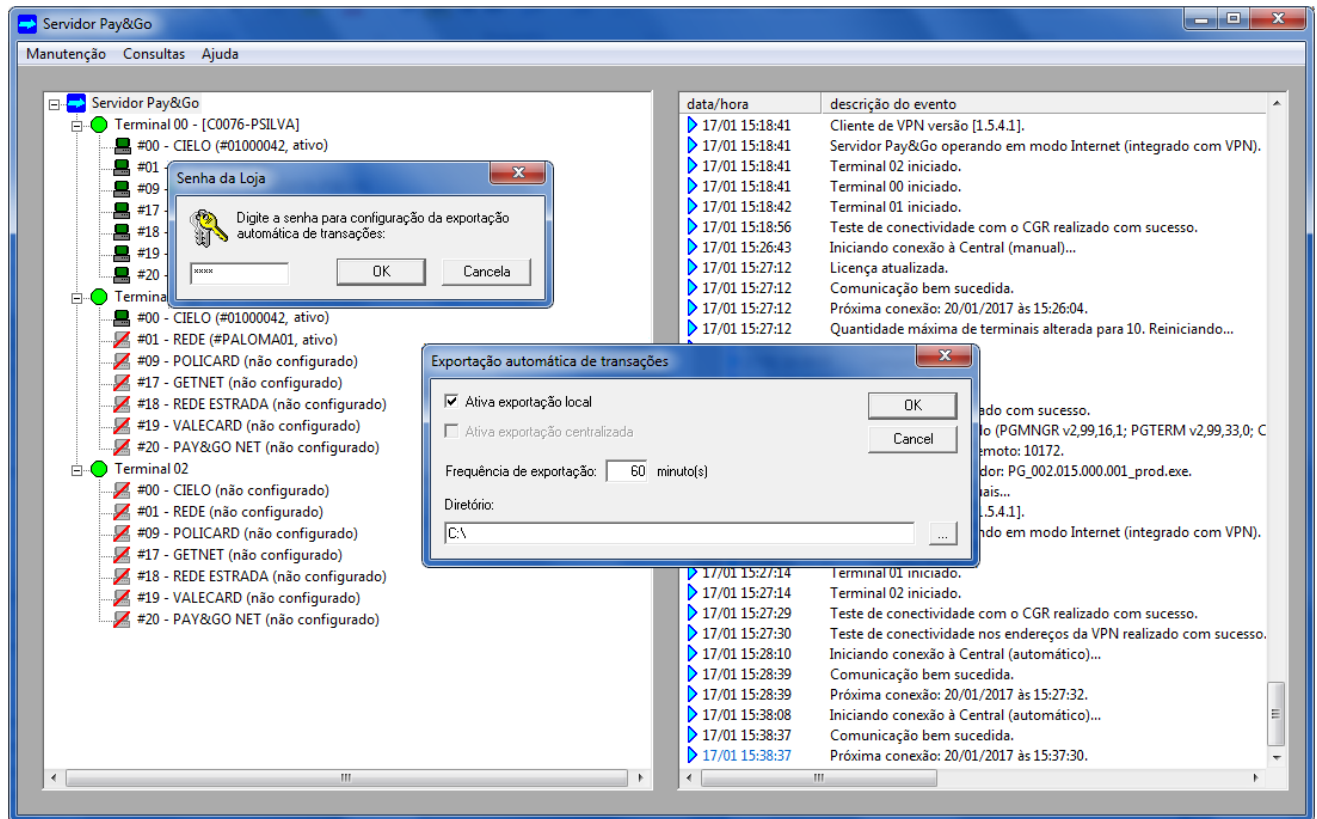 Servidor Pay&Go
Manutenção Consultas Ajuda
Servidor Pay&Go
Terminal 00 - [C0076-PSILVA]
#00 - CIELO (#01000042, ativo)
#01 -
#09 -
#17 -
#18 -
#19 -
#20 -
Termina
#00 - CIELO (#01000042, ativo)
#01 - REDE (#PALOMA01, ativo)
#09 - POLICARD (não configurado)
#17 - GETNET (não configurado)
#18 - REDE ESTRADA (não configurado)
#19 - VALECARD (não configurado)
#20 - PAY&GO NET (não configurado)
Terminal 02
#00 - CIELO (não configurado)
#01 - REDE (não configurado)
#09 - POLICARD (não configurado)
#17 - GETNET (não configurado)
#18 - REDE ESTRADA (não configurado)
#19 - VALECARD (não configurado)
#20 - PAY&GO NET (não configurado)
Senha da Loja
Digite a senha para configuração da exportação
automática de transações:
xxxx
OK Cancela
Exportação automática de transações
Ativa exportação local
OK
Ativa exportação centralizada
Cancel
Frequência de exportação: 60 minuto(s)
Diretório:
C:\
...
data/hora descrição do evento
17/01 15:18:41 Cliente de VPN versão [1.5.4.1].
17/01 15:18:41 Servidor Pay&Go operando em modo Internet (integrado com VPN).
17/01 15:18:41 Terminal 02 iniciado.
17/01 15:18:41 Terminal 00 iniciado.
17/01 15:18:42 Terminal 01 iniciado.
17/01 15:18:56 Teste de conectividade com o CGR realizado com sucesso.
17/01 15:26:43 Iniciando conexão à Central (manual)...
17/01 15:27:12 Licença atualizada.
17/01 15:27:12 Comunicação bem sucedida.
17/01 15:27:12 Próxima conexão: 20/01/2017 às 15:26:04.
17/01 15:27:12 Quantidade máxima de terminais alterada para 10. Reiniciando...
ado com sucesso.
lo (PGMNGR v2,99,16,1; PGTERM v2,99,33,0; C
emoto: 10172.
dor: PG_002.015.000.001_prod.exe.
ais...
1.5.4.1].
ndo em modo Internet (integrado com VPN).
17/01 15:27:14 Terminal 01 iniciado.
17/01 15:27:14 Terminal 02 iniciado.
17/01 15:27:29 Teste de conectividade com o CGR realizado com sucesso.
17/01 15:27:30 Teste de conectividade nos endereços da VPN realizado com sucesso.
17/01 15:28:10 Iniciando conexão à Central (automático)...
17/01 15:28:39 Comunicação bem sucedida.
17/01 15:28:39 Próxima conexão: 20/01/2017 às 15:27:32.
17/01 15:38:08 Iniciando conexão à Central (automático)...
17/01 15:38:37 Comunicação bem sucedida.
17/01 15:38:37 Próxima conexão: 20/01/2017 às 15:37:30.